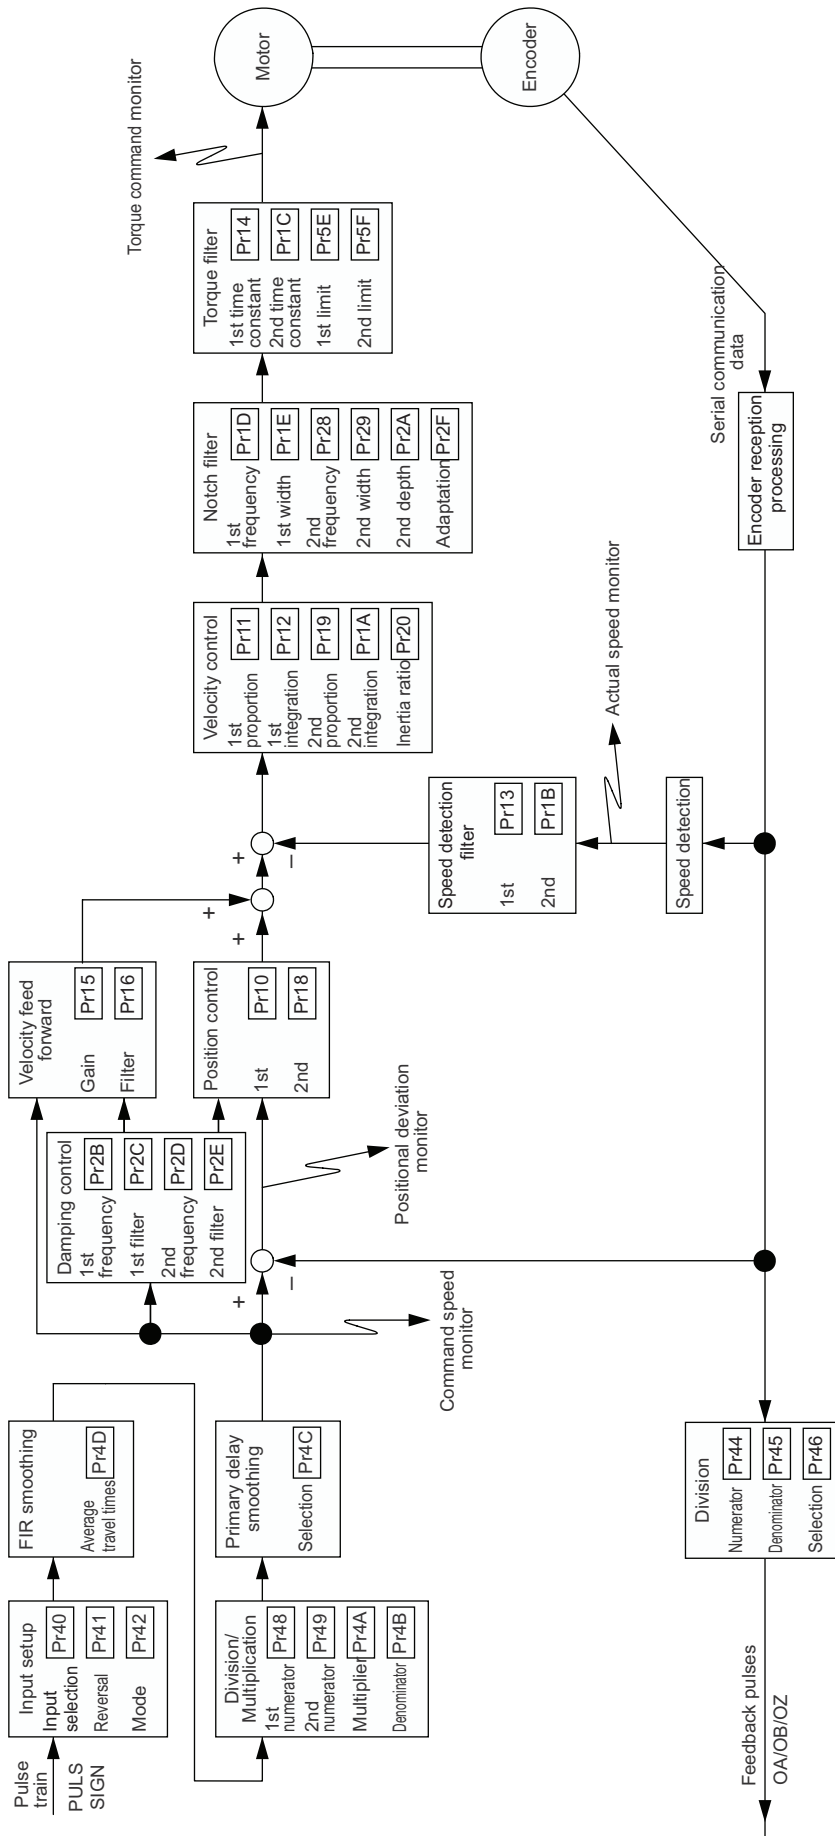 Pulse
train
PULS
SIGN
Input setup
Input
selection
Pr40
Reversal
Pr41
Mode
Pr42
FIR smoothing
Average
travel times
Pr4D
Division/
Multiplication
1st
numerator
Pr48
2nd
numerator
Pr49
Multiplier
Pr4A
Denominator
Pr4B
Primary delay
smoothing
Selection
Pr4C
Command speed
monitor
+
−
Damping control
1st
frequency
Pr2B
1st filter
Pr2C
2nd
frequency
Pr2D
2nd filter
Pr2E
Positional deviation
monitor
Velocity feed
forward
Gain
Pr15
Filter
Pr16
Position control
1st
Pr10
2nd
Pr18
+
+
+
−
Velocity control
1st
proportion
Pr11
1st
integration
Pr12
2nd
proportion
Pr19
2nd
integration
Pr1A
Inertia ratio
Pr20
Notch filter
1st
frequency
Pr1D
1st width
Pr1E
2nd
frequency
Pr28
2nd width
Pr29
2nd depth
Pr2A
Adaptation
Pr2F
Torque filter
1st time
constant
Pr14
2nd time
constant
Pr1C
1st limit
Pr5E
2nd limit
Pr5F
Torque command monitor
Motor
Encoder
Speed detection
filter
1st
Pr13
2nd
Pr1B
Actual speed monitor
Speed detection
Serial communication
data
Encoder reception
processing
Division
Numerator
Pr44
Denominator
Pr45
Selection
Pr46
Feedback pulses
OA/OB/OZ